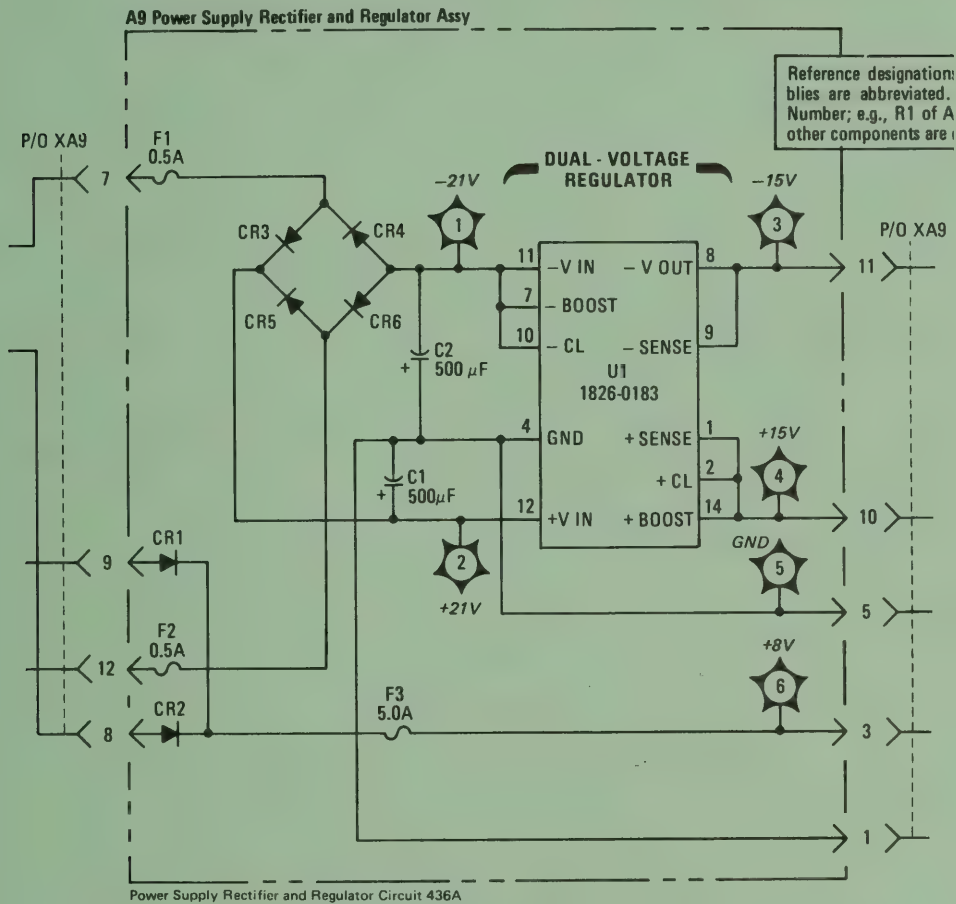 A9 Power Supply Rectifier and Regulator Assy
Reference designation
blies are abbreviated.
Number; e.g., R1 of A
other components are
P/O XA9
F1
0.5A
7
DUAL - VOLTAGE
REGULATOR
−21V
1
−15V
3
P/O XA9
CR3
CR4
CR5
CR6
11
−V IN
−V OUT
8
11
7
− BOOST
10
− CL
− SENSE
9
C2
+
500 μF
U1
1826-0183
4
GND
+ SENSE
1
+ CL
2
+15V
4
C1
+
500μF
12
+V IN
+ BOOST
14
10
2
+21V
GND
5
5
9
CR1
F2
0.5A
12
+8V
6
F3
5.0A
8
CR2
3
1
Power Supply Rectifier and Regulator Circuit 436A